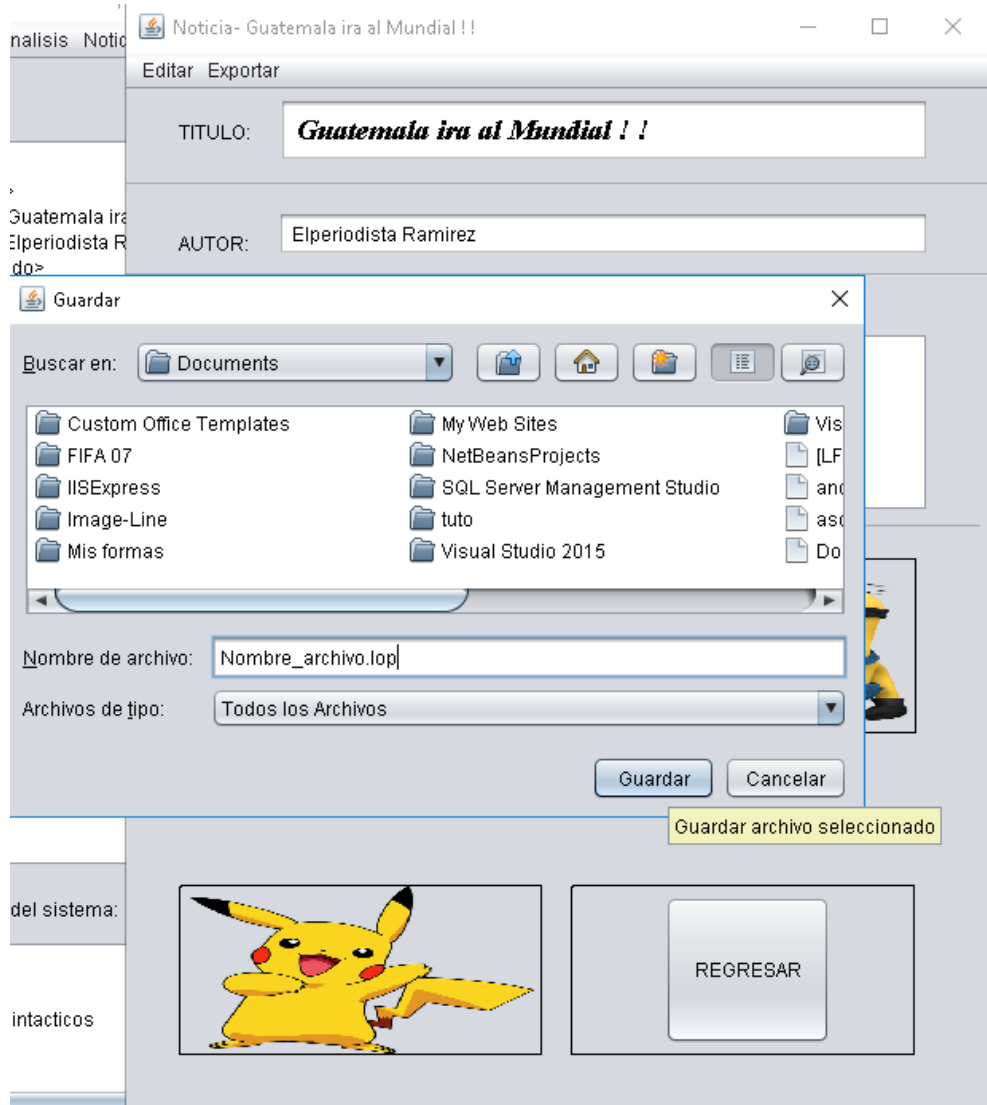 Noticia- Guatemala ira al Mundial ! !
nalisis Notic
Editar Exportar
TITULO: Guatemala ira al Mundial ! !
Guatemala ira
Elperiodista R
do>
AUTOR: Elperiodista Ramirez
Guardar
Buscar en: Documents
Custom Office Templates
FIFA 07
IISExpress
Image-Line
Mis formas
My Web Sites
NetBeansProjects
SQL Server Management Studio
tuto
Visual Studio 2015
Vis
[LF
and
asc
Do
Nombre de archivo: Nombre_archivo.lop
Archivos de tipo: Todos los Archivos
Guardar Cancelar
Guardar archivo seleccionado
del sistema:
intacticos
REGRESAR